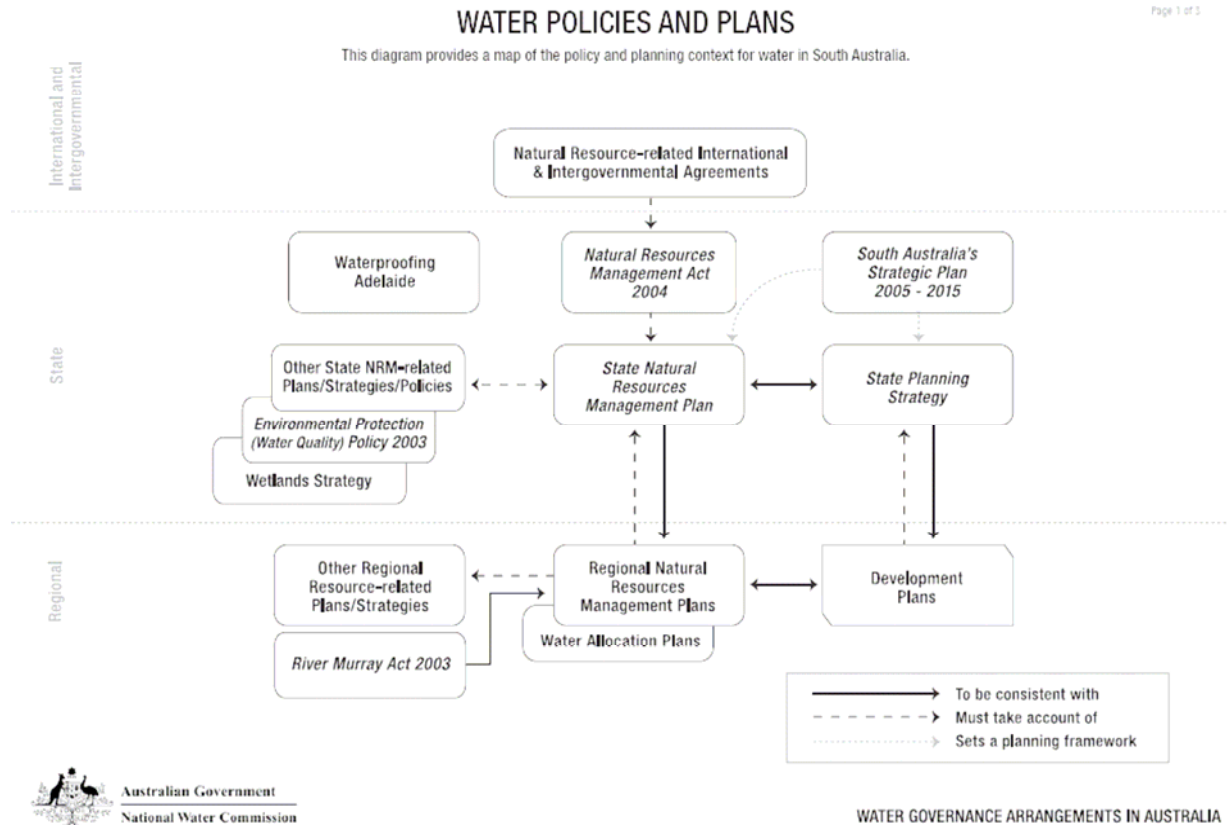 Page 1 of 5
WATER POLICIES AND PLANS
This diagram provides a map of the policy and planning context for water in South Australia.
International and
Intergovernmental
Natural Resource-related International
& Intergovernmental Agreements
State
Waterproofing
Adelaide
Natural Resources
Management Act
2004
South Australia's
Strategic Plan
2005 - 2015
Other State NRM-related
Plans/Strategies/Policies
Environmental Protection
(Water Quality) Policy 2003
Wetlands Strategy
State Natural
Resources
Management Plan
State Planning
Strategy
Regional
Other Regional
Resource-related
Plans/Strategies
River Murray Act 2003
Regional Natural
Resources
Management Plans
Water Allocation Plans
Development
Plans
To be consistent with
Must take account of
Sets a planning framework
Australian Government
National Water Commission
WATER GOVERNANCE ARRANGEMENTS IN AUSTRALIA